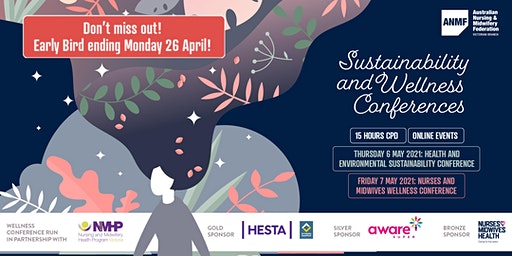 Don't miss out!
Early Bird ending Monday 26 April!
ANMF
Australian
Nursing &
Midwifery
Federation
VICTORIAN BRANCH
Sustainability
and Wellness
Conferences
15 HOURS CPD
ONLINE EVENTS
THURSDAY 6 MAY 2021: HEALTH AND
ENVIRONMENTAL SUSTAINABILITY CONFERENCE
FRIDAY 7 MAY 2021: NURSES AND
MIDWIVES WELLNESS CONFERENCE
WELLNESS
CONFERENCE RUN
IN PARTNERSHIP WITH
NMHP
Nursing and Midwifery
Health Program Victoria
GOLD
SPONSOR
HESTA
SILVER
SPONSOR
aware
SUPER
BRONZE
SPONSOR
NURSES&
MIDWIVES
HEALTH